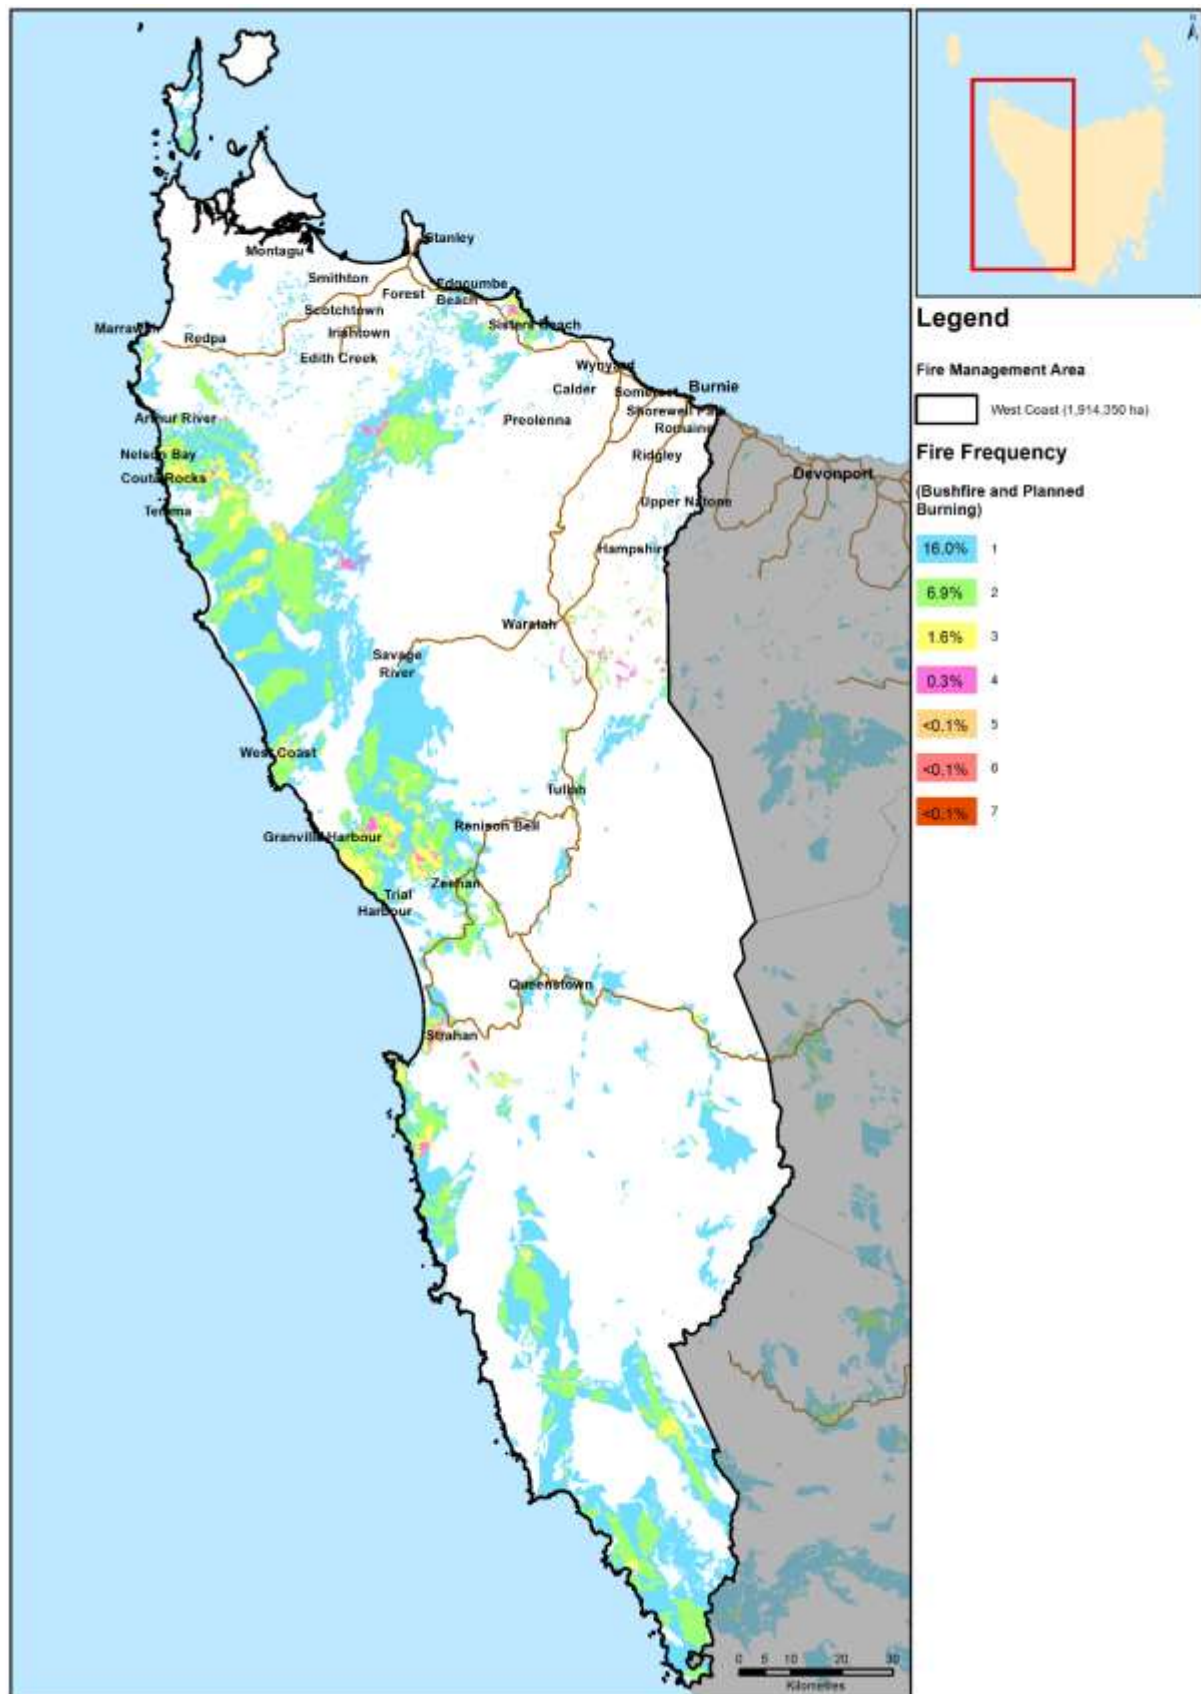 N
Stanley
Montagu
Smithton
Edgcumbe
Beach
Forest
Scotchtown
Sisters Beach
Marrawah
Irishtown
Redpa
Edith Creek
Wynyard
Calder
Somerset
Burnie
Shorewell Park
Arthur River
Preolenna
Romaine
Nelson Bay
Ridgley
Couta Rocks
Devonport
Temma
Upper Natone
Hampshire
Waratah
Savage
River
West Coast
Tullah
Granville Harbour
Renison Bell
Zeehan
Trial
Harbour
Queenstown
Strahan
0 5 10 20 30
Kilometres
Legend
Fire Management Area
West Coast (1,914,350 ha)
Fire Frequency
(Bushfire and Planned
Burning)
16.0% 1
6.9% 2
1.6% 3
0.3% 4
<0.1% 5
<0.1% 6
<0.1% 7